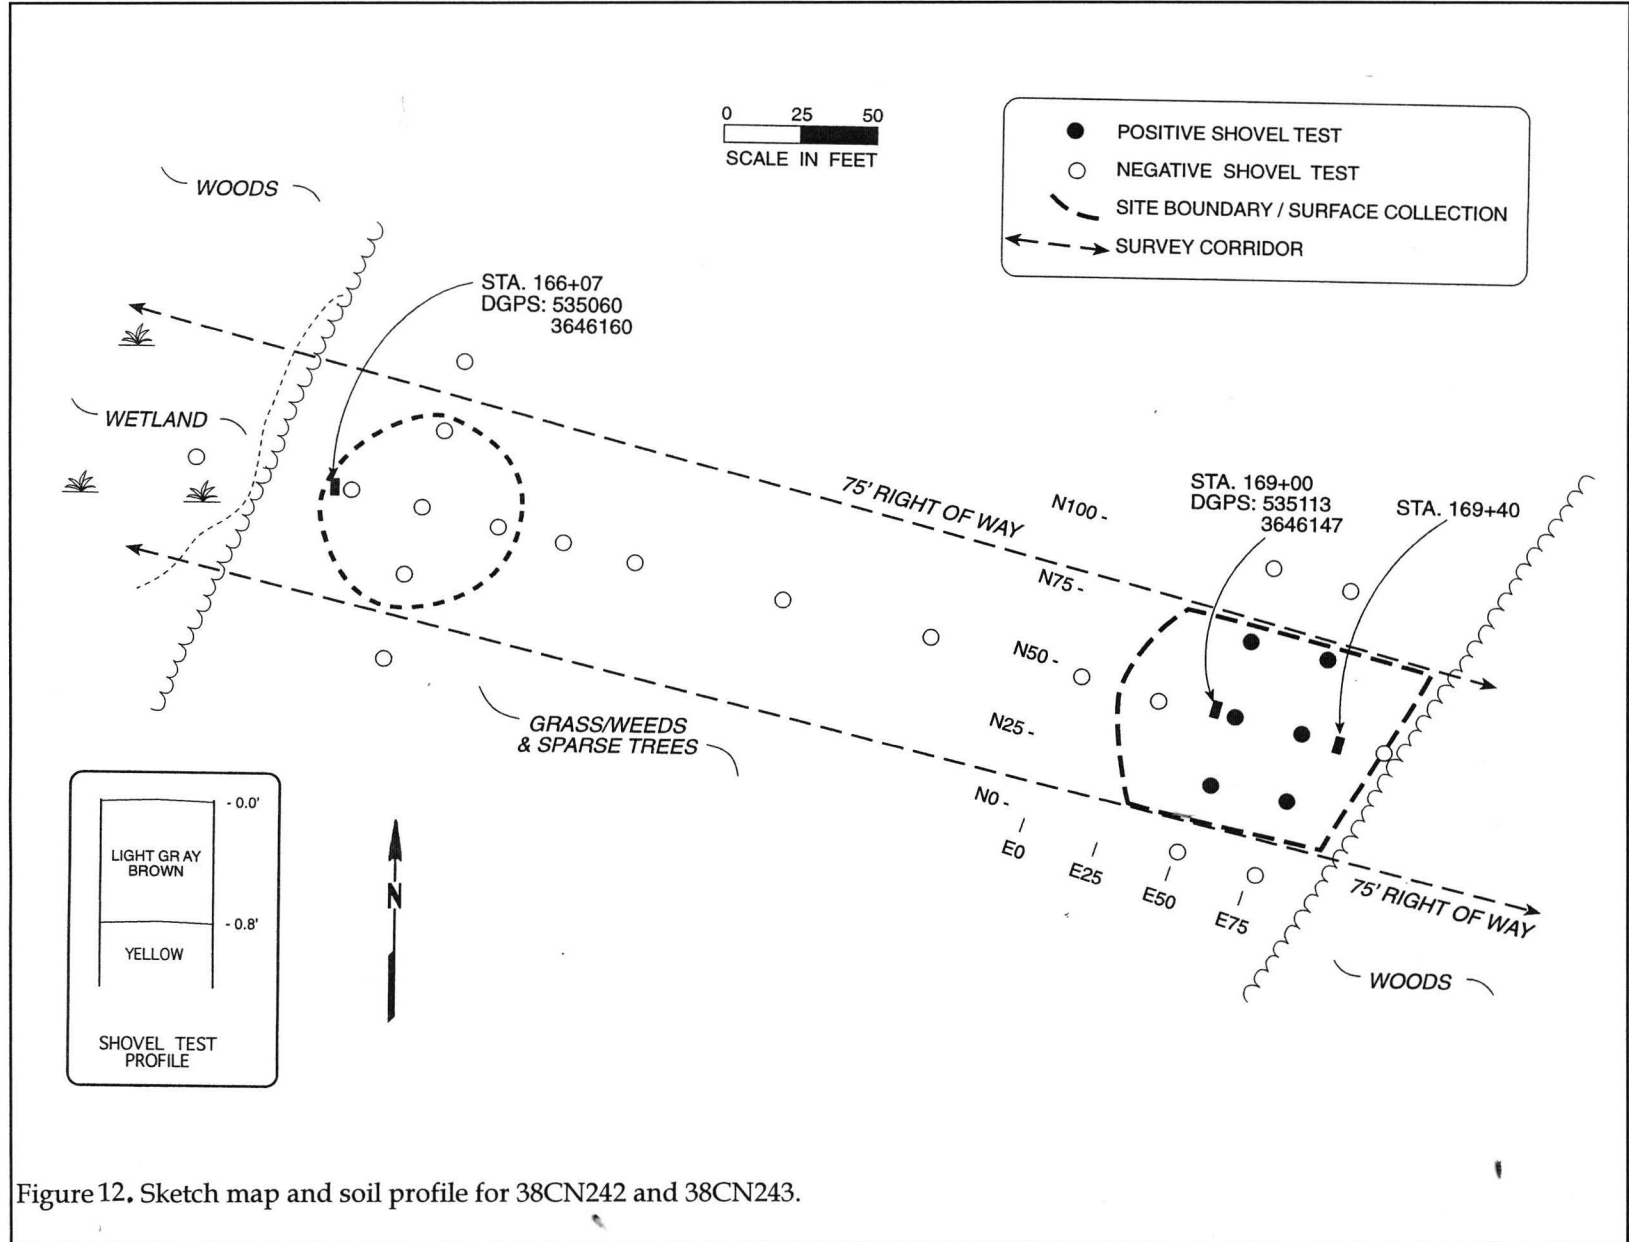 0 25 50
SCALE IN FEET
POSITIVE SHOVEL TEST
NEGATIVE SHOVEL TEST
SITE BOUNDARY / SURFACE COLLECTION
SURVEY CORRIDOR
WOODS
STA. 166+07
DGPS: 535060
3646160
WETLAND
75' RIGHT OF WAY
N100 -
STA. 169+00
DGPS: 535113
3646147
STA. 169+40
N75 -
N50 -
N25 -
N0 -
GRASS/WEEDS
& SPARSE TREES
E0
E25
E50
E75
75' RIGHT OF WAY
WOODS
- 0.0'
LIGHT GRAY
BROWN
- 0.8'
YELLOW
SHOVEL TEST
PROFILE
N
Figure 12. Sketch map and soil profile for 38CN242 and 38CN243.